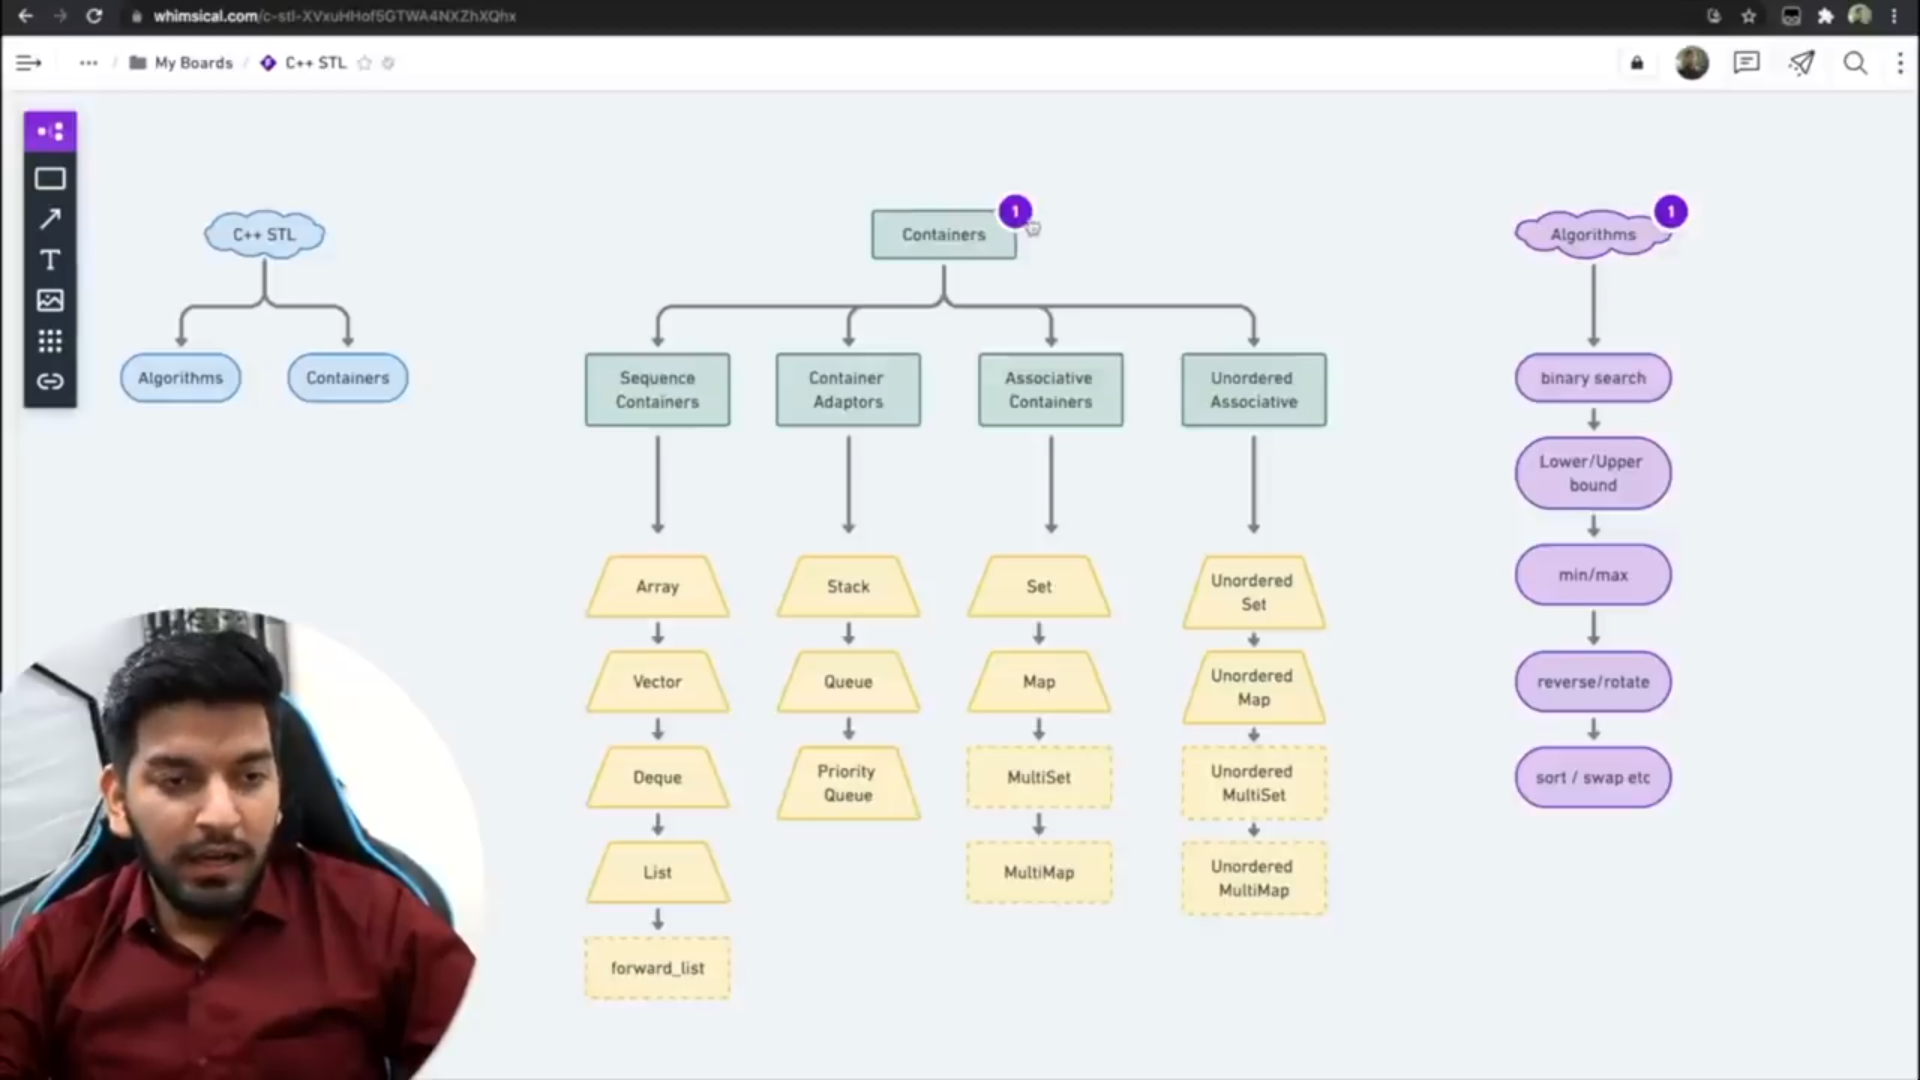 whimsical.com/c-stl-XVxuHHof5GTWA4NXZhXQhx
... / My Boards / C++ STL
C++ STL
Algorithms
Containers
Containers
1
Sequence
Containers
Container
Adaptors
Associative
Containers
Unordered
Associative
Array
Vector
Deque
List
forward_list
Stack
Queue
Priority
Queue
Set
Map
MultiSet
MultiMap
Unordered
Set
Unordered
Map
Unordered
MultiSet
Unordered
MultiMap
Algorithms
1
binary search
Lower/Upper
bound
min/max
reverse/rotate
sort / swap etc
T